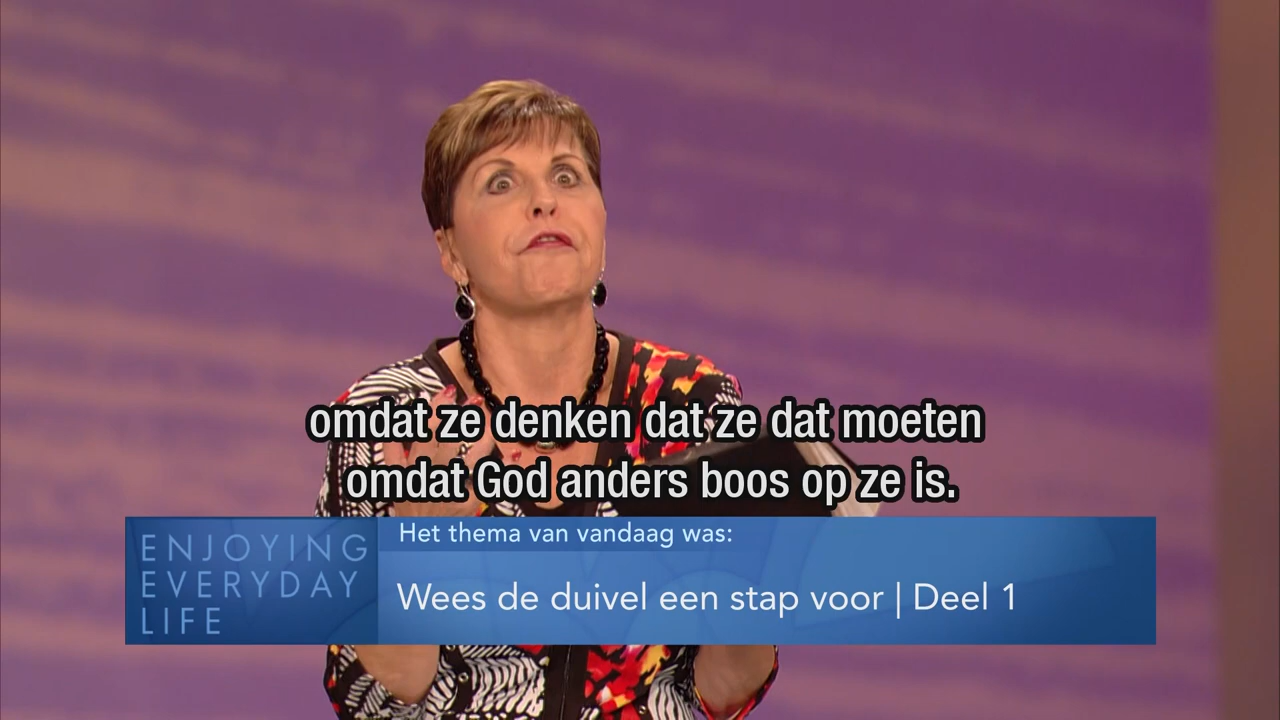 omdat ze denken dat ze dat moeten
omdat God anders boos op ze is.
Het thema van vandaag was:
ENJOYING
EVERYDAY
LIFE
Wees de duivel een stap voor | Deel 1